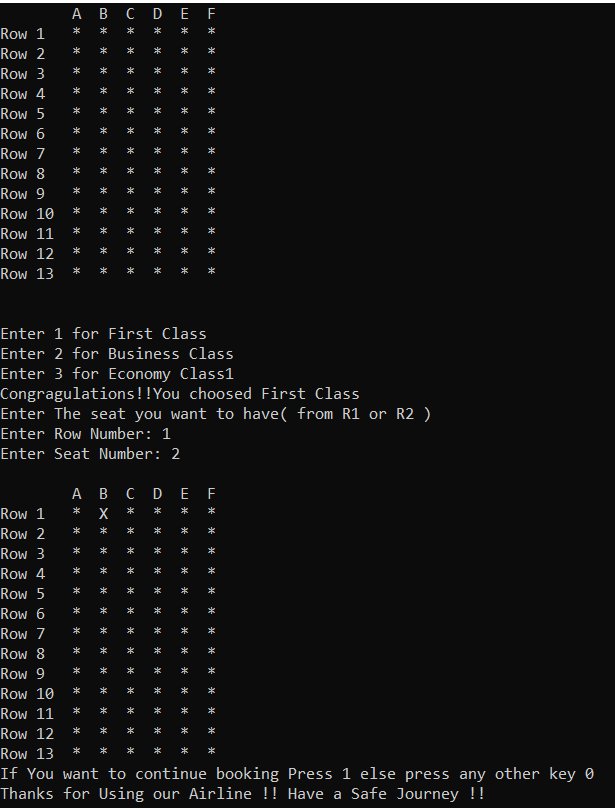 A B C D E F
Row 1 * * * * * *
Row 2 * * * * * *
Row 3 * * * * * *
Row 4 * * * * * *
Row 5 * * * * * *
Row 6 * * * * * *
Row 7 * * * * * *
Row 8 * * * * * *
Row 9 * * * * * *
Row 10 * * * * * *
Row 11 * * * * * *
Row 12 * * * * * *
Row 13 * * * * * *
Enter 1 for First Class
Enter 2 for Business Class
Enter 3 for Economy Class1
Congragulations!!You choosed First Class
Enter The seat you want to have( from R1 or R2 )
Enter Row Number: 1
Enter Seat Number: 2
A B C D E F
Row 1 * X * * * *
Row 2 * * * * * *
Row 3 * * * * * *
Row 4 * * * * * *
Row 5 * * * * * *
Row 6 * * * * * *
Row 7 * * * * * *
Row 8 * * * * * *
Row 9 * * * * * *
Row 10 * * * * * *
Row 11 * * * * * *
Row 12 * * * * * *
Row 13 * * * * * *
If You want to continue booking Press 1 else press any other key 0
Thanks for Using our Airline !! Have a Safe Journey !!